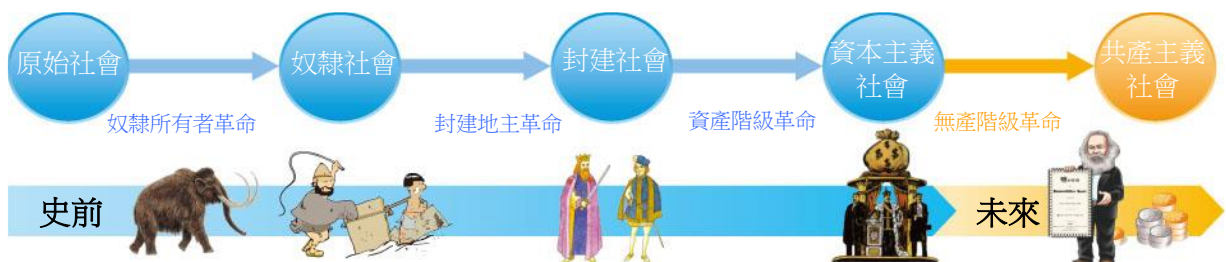 原始社會
奴隸社會
封建社會
資本主義
社會
共產主義
社會
奴隸所有者革命
封建地主革命
資產階級革命
無產階級革命
史前
未來